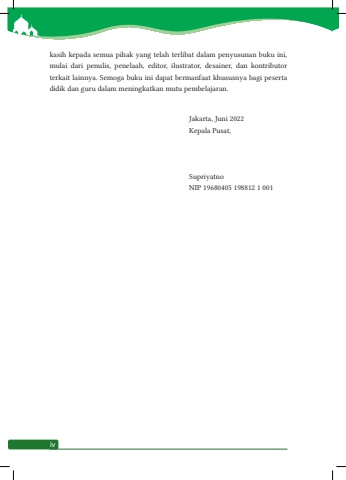 kasih kepada semua pihak yang telah terlibat dalam penyusunan buku ini,
mulai dari penulis, penelaah, editor, ilustrator, desainer, dan kontributor
terkait lainnya. Semoga buku ini dapat bermanfaat khususnya bagi peserta
didik dan guru dalam meningkatkan mutu pembelajaran.
Jakarta, Juni 2022
Kepala Pusat,
Supriyatno
NIP 19680405 198812 1 001
iv